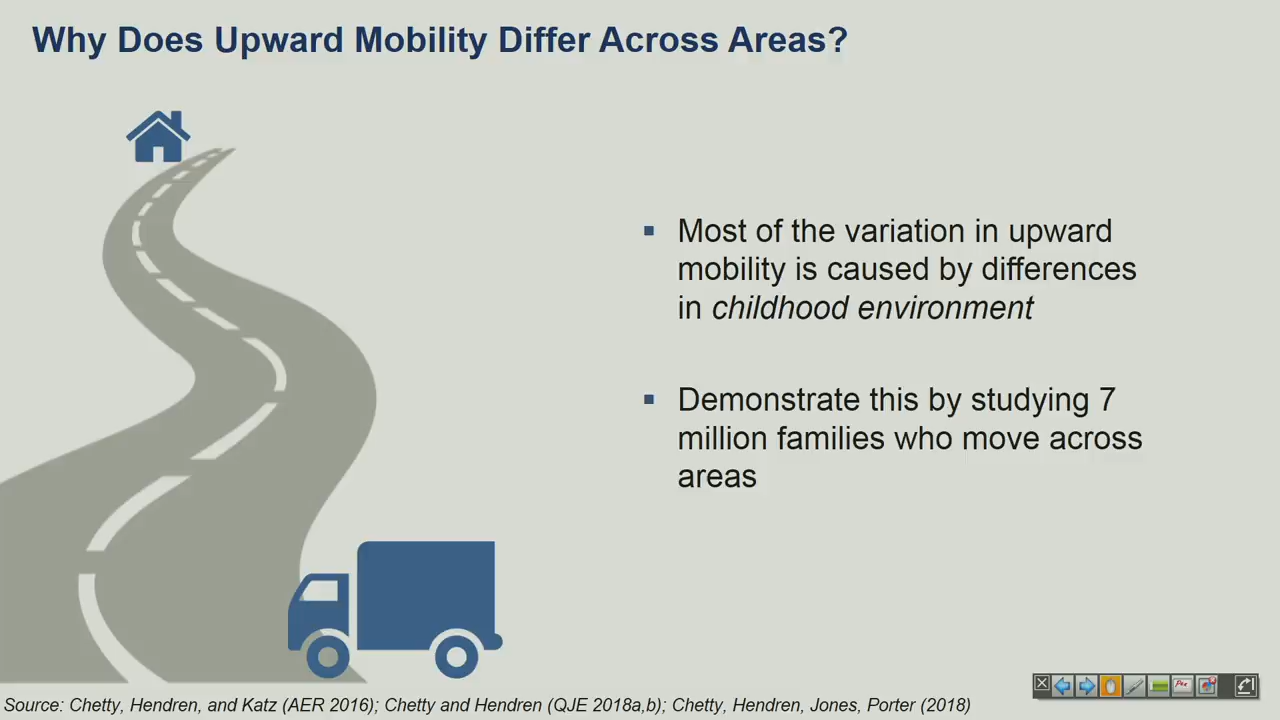 Why Does Upward Mobility Differ Across Areas?
Most of the variation in upward
mobility is caused by differences
in childhood environment
Demonstrate this by studying 7
million families who move across
areas
Source: Chetty, Hendren, and Katz (AER 2016); Chetty and Hendren (QJE 2018a,b); Chetty, Hendren, Jones, Porter (2018)